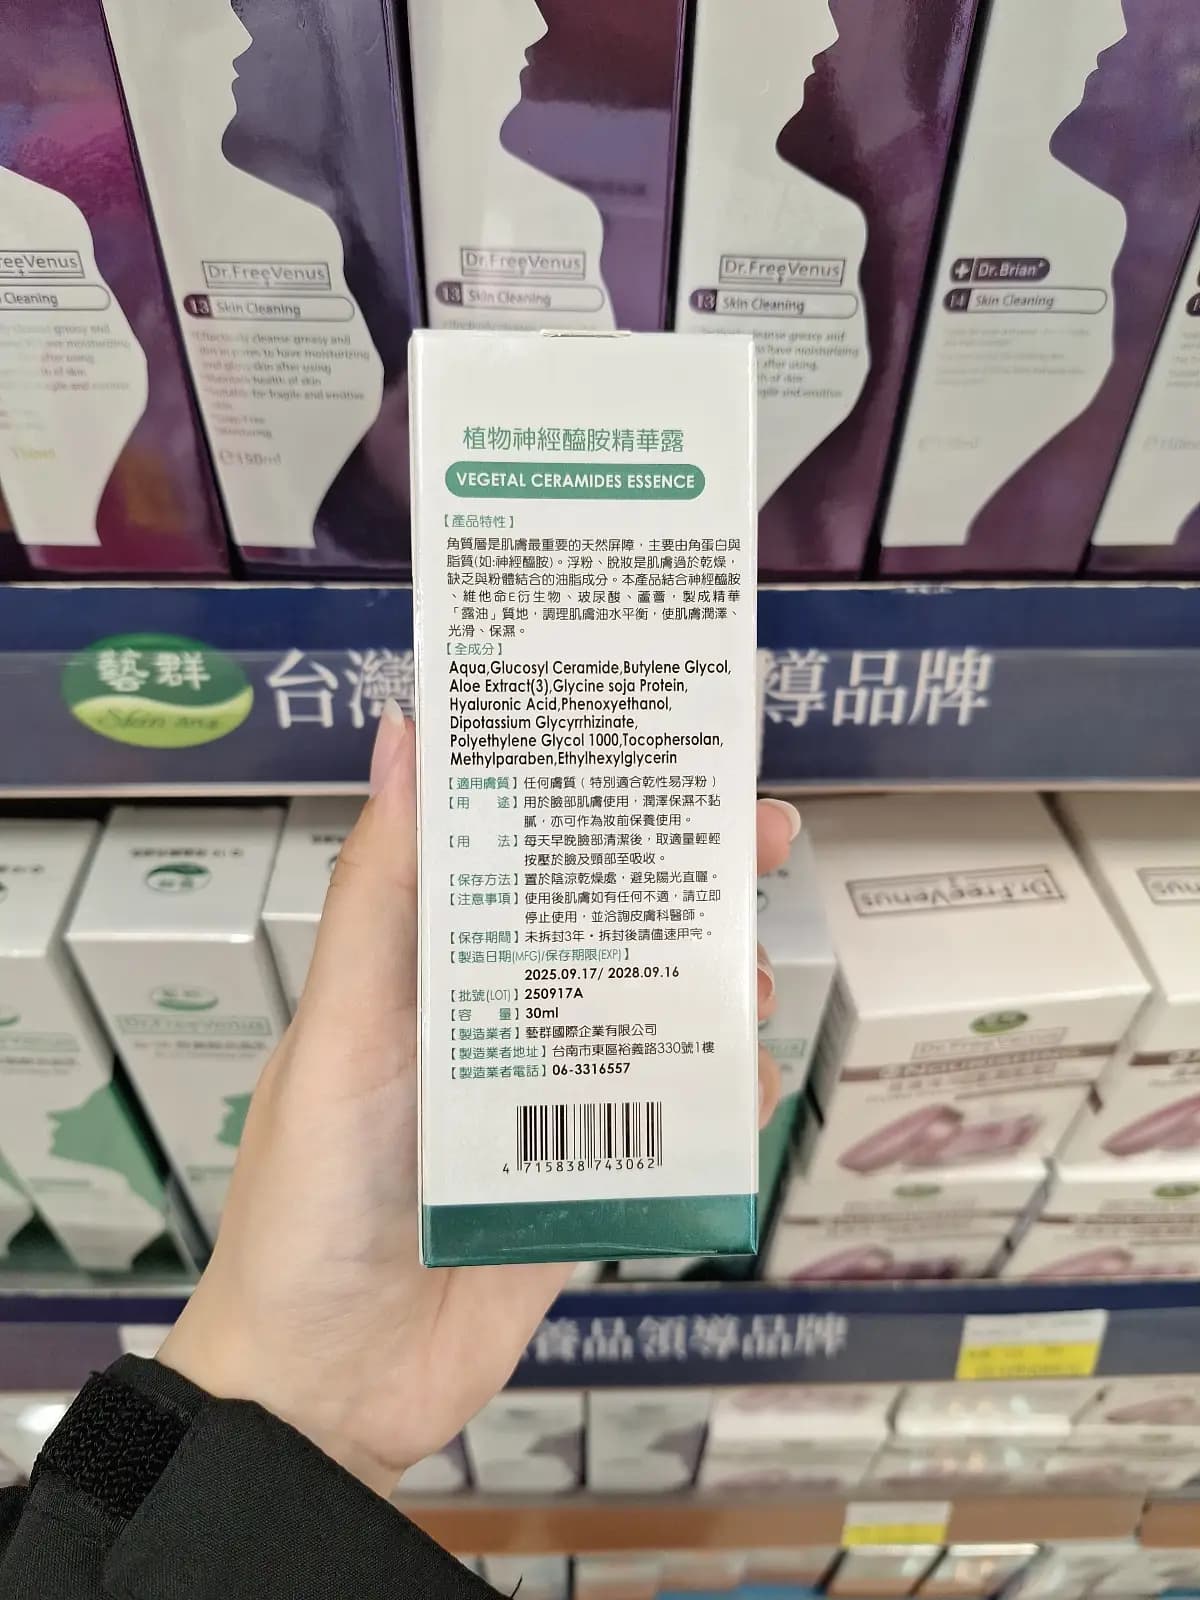 reeVenus
Cleaning
Dr.FreeVenus
13 Skin Cleaning
Effectively cleanse greasy and
150ml
Dr.FreeVenus
13 Skin Cleaning
Dr.FreeVenus
13 Skin Cleaning
Dr.Brian
14 Skin Cleaning
植物神經醯胺精華露
VEGETAL CERAMIDES ESSENCE
【產品特性】
角質層是肌膚最重要的天然屏障，主要由角蛋白與
脂質(如:神經醯胺)。浮粉、脫妝是肌膚過於乾燥，
缺乏與粉體結合的油脂成分。本產品結合神經醯胺
、維他命E衍生物、玻尿酸、蘆薈，製成精華
「露油」質地，調理肌膚油水平衡，使肌膚潤澤、
光滑、保濕。
【全成分】
Aqua,Glucosyl Ceramide,Butylene Glycol,
Aloe Extract(3),Glycine soja Protein,
Hyaluronic Acid,Phenoxyethanol,
Dipotassium Glycyrrhizinate,
Polyethylene Glycol 1000,Tocophersolan,
Methylparaben,Ethylhexylglycerin
【適用膚質】任何膚質（特別適合乾性易浮粉）
【用　　途】用於臉部肌膚使用，潤澤保濕不黏
膩，亦可作為妝前保養使用。
【用　　法】每天早晚臉部清潔後，取適量輕輕
按壓於臉及頸部至吸收。
【保存方法】置於陰涼乾燥處，避免陽光直曬。
【注意事項】使用後肌膚如有任何不適，請立即
停止使用，並洽詢皮膚科醫師。
【保存期間】未拆封3年・拆封後請儘速用完。
【製造日期(MFG)/保存期限(EXP)】
2025.09.17/ 2028.09.16
【批號(LOT)】250917A
【容　　量】30ml
【製造業者】藝群國際企業有限公司
【製造業者地址】台南市東區裕義路330號1樓
【製造業者電話】06-3316557
4 715838 743062
藝群
Skin Arts
台灣
導品牌
Dr.FreeVenus
Dr.FreeVenus